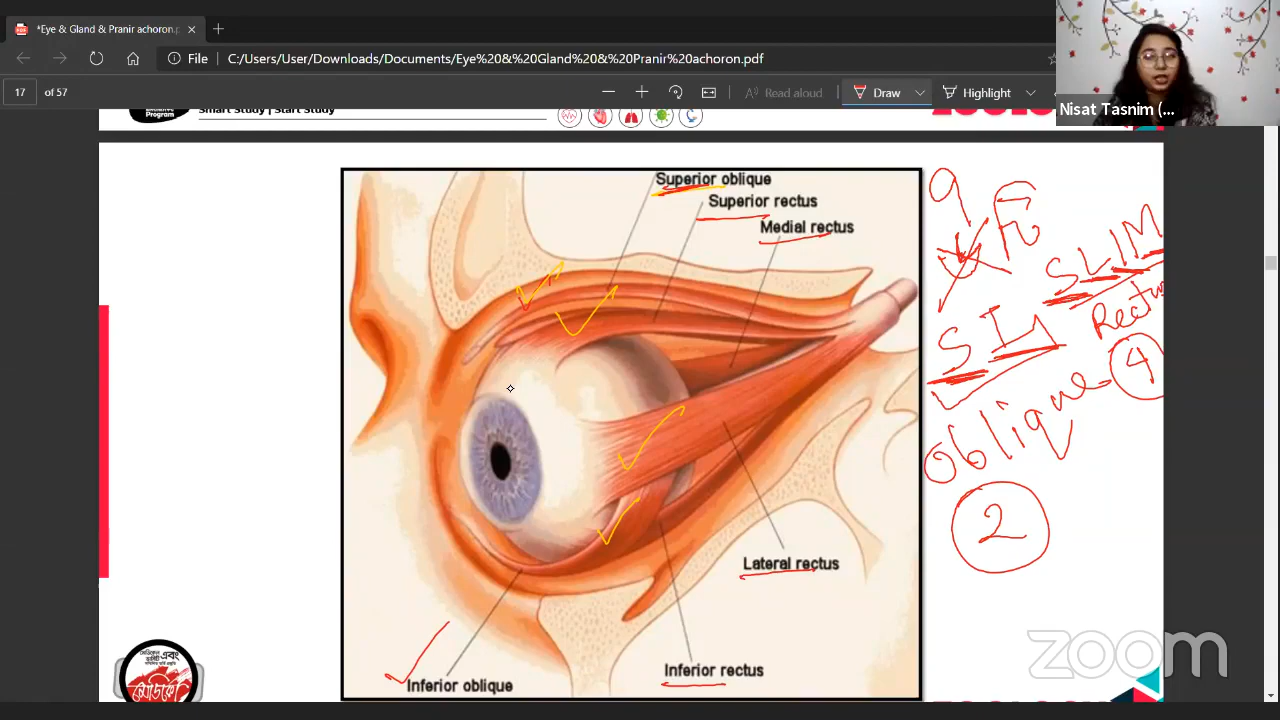 *Eye & Gland & Pranir achoron.p
File
C:/Users/User/Downloads/Documents/Eye%20&%20Gland%20&%20Pranir%20achoron.pdf
17 of 57
Read aloud
Draw
Highlight
Nisat Tasnim (...
Program
Smart Study | Start Study
Superior oblique
Superior rectus
Medial rectus
Lateral rectus
Inferior rectus
Inferior oblique
SLIM
Rectus
4
SI
oblique
2
zoom
এবং